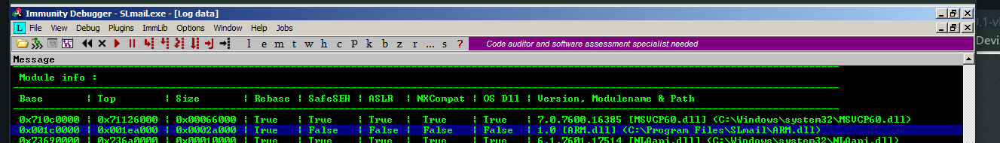 Immunity Debugger - SLmail.exe - [Log data]
L File View Debug Plugins ImmLib Options Window Help Jobs
l e m t w h c P k b z r ... s ? Code auditor and software assessment specialist needed
Devi
Message
Module info :
Base | Top | Size | Rebase | SafeSEH | ASLR | NXCompat | OS Dll | Version, Modulename & Path
0x710c0000 | 0x71126000 | 0x00066000 | True | True | True | True | True | 7.0.7600.16385 [MSVCP60.dll] (C:\Windows\system32\MSVCP60.dll)
0x001c0000 | 0x001ea000 | 0x0002a000 | True | False | False | False | False | 1.0 [ARM.dll] (C:\Program Files\SLmail\ARM.dll)
0x73690000 | 0x736a0000 | 0x00010000 | True | True | True | True | True | 6.1.7601.17514 [NLAapi.dll] (C:\Windows\system32\NLAapi.dll)